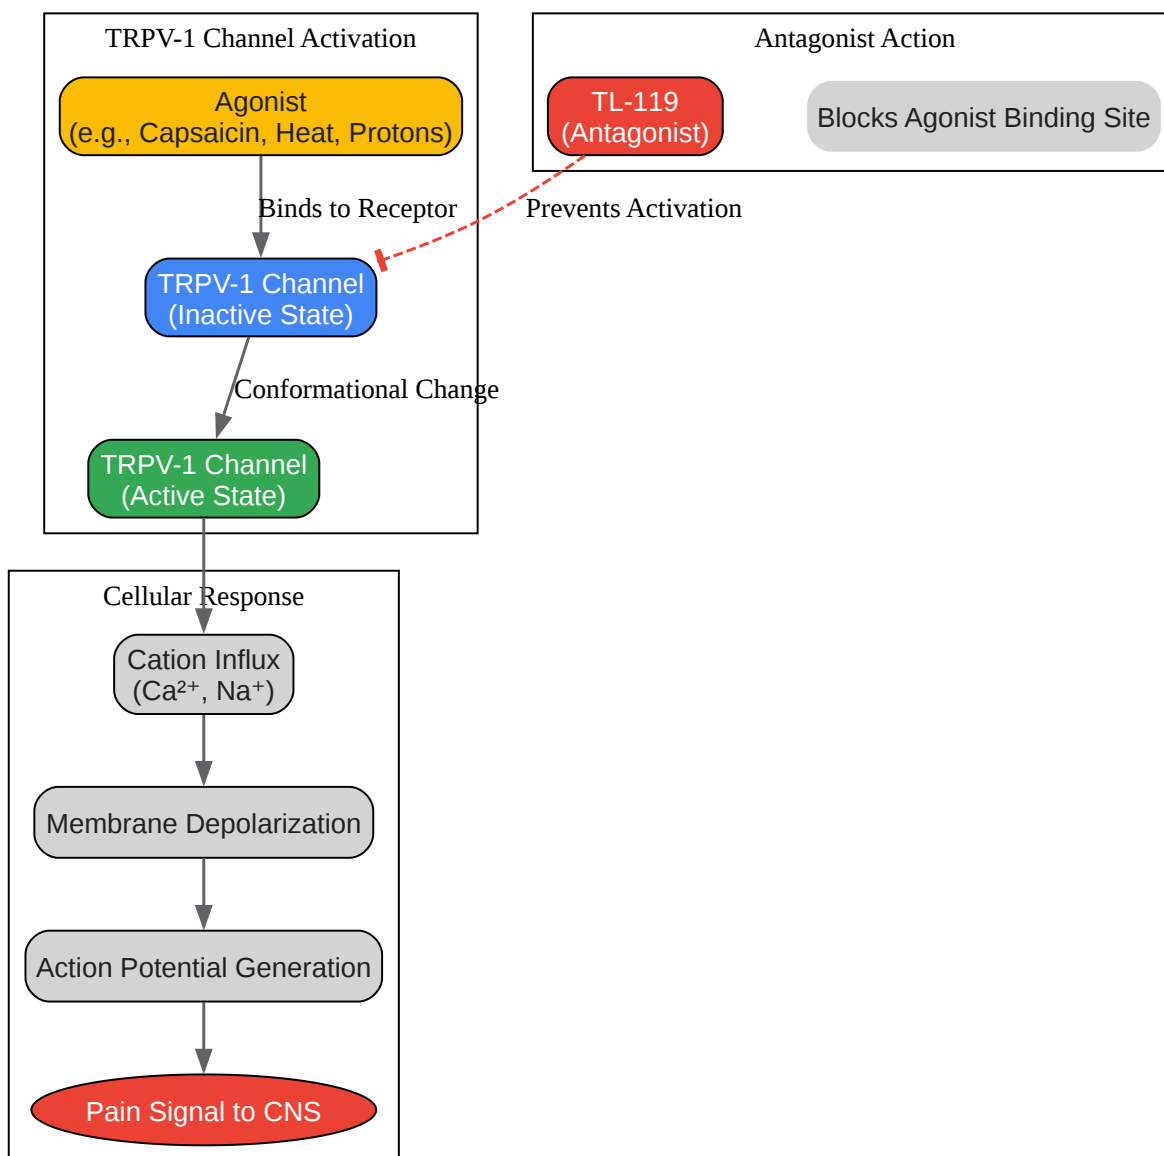 TRPV-1 Channel Activation
Agonist
(e.g., Capsaicin, Heat, Protons)
Binds to Receptor
TRPV-1 Channel
(Inactive State)
Conformational Change
TRPV-1 Channel
(Active State)
Antagonist Action
TL-119
(Antagonist)
Blocks Agonist Binding Site
Prevents Activation
Cellular Response
Cation Influx
(Ca²⁺, Na⁺)
Membrane Depolarization
Action Potential Generation
Pain Signal to CNS